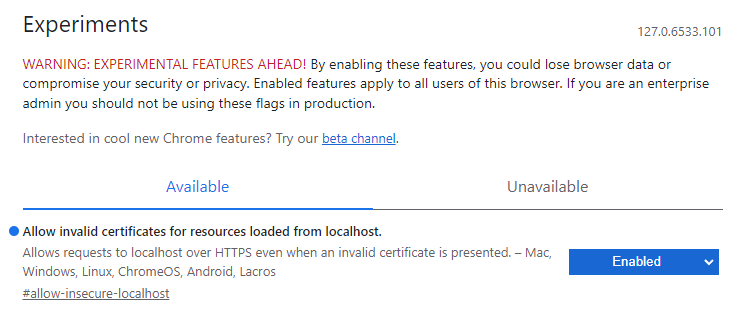 Experiments
127.0.6533.101
WARNING: EXPERIMENTAL FEATURES AHEAD! By enabling these features, you could lose browser data or
compromise your security or privacy. Enabled features apply to all users of this browser. If you are an enterprise
admin you should not be using these flags in production.
Interested in cool new Chrome features? Try our beta channel.
Available
Unavailable
Allow invalid certificates for resources loaded from localhost.
Allows requests to localhost over HTTPS even when an invalid certificate is presented. – Mac,
Windows, Linux, ChromeOS, Android, Lacros
Enabled
#allow-insecure-localhost